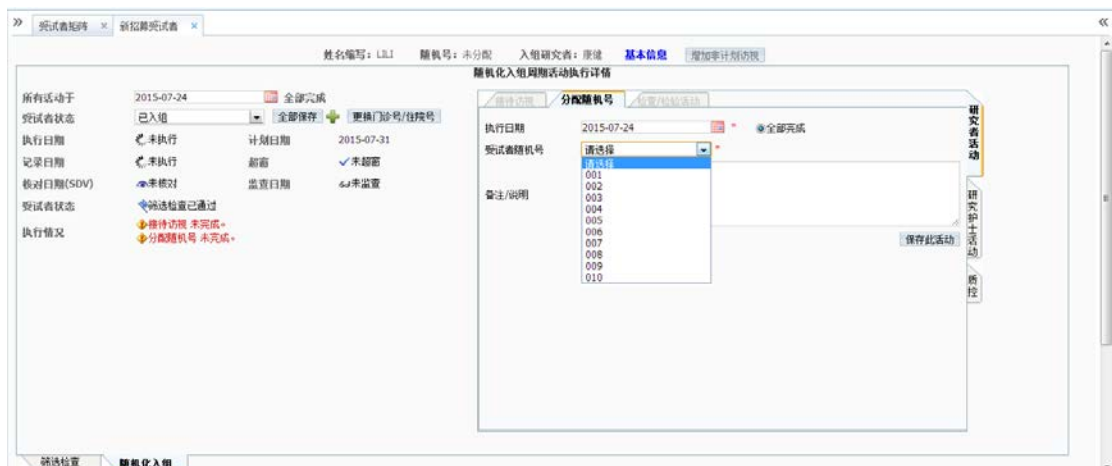 受试者矩阵 × 新招募受试者 ×
姓名缩写：LILI 随机号：未分配 入组研究者：康健 基本信息 增加非计划访视
随机化入组周期活动执行详情
所有活动于 2015-07-24 全部完成
受试者状态 已入组 全部保存 更换门诊号/住院号
执行日期 未执行 计划日期 2015-07-31
记录日期 未执行 超窗 未超窗
核对日期(SDV) 未核对 监查日期 未监查
受试者状态 筛选检查已通过
执行情况 接待访视 未完成。
分配随机号 未完成。
接待访视 分配随机号 检查/检验活动
执行日期 2015-07-24 * 全部完成
受试者随机号 请选择 *
请选择
001
002
003
004
005
006
007
008
009
010
备注/说明
保存此活动
研究者活动
研究护士活动
质控
筛选检查 随机化入组